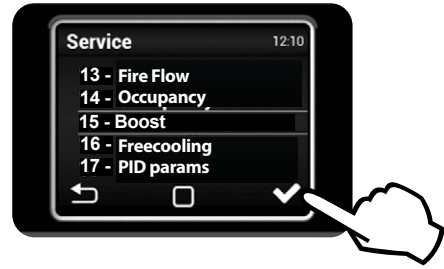 Service 12:10
13 - Fire Flow
14 - Occupancy
15 - Boost
16 - Freecooling
17 - PID params